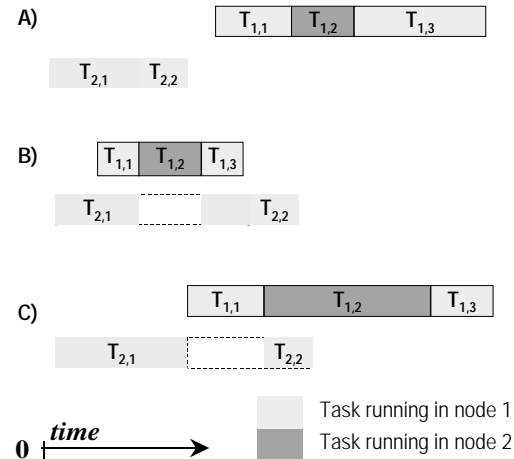 A) T1,1 T1,2 T1,3
T2,1 T2,2
B) T1,1 T1,2 T1,3
T2,1 T2,2
C) T1,1 T1,2 T1,3
T2,1 T2,2
0 time
Task running in node 1
Task running in node 2